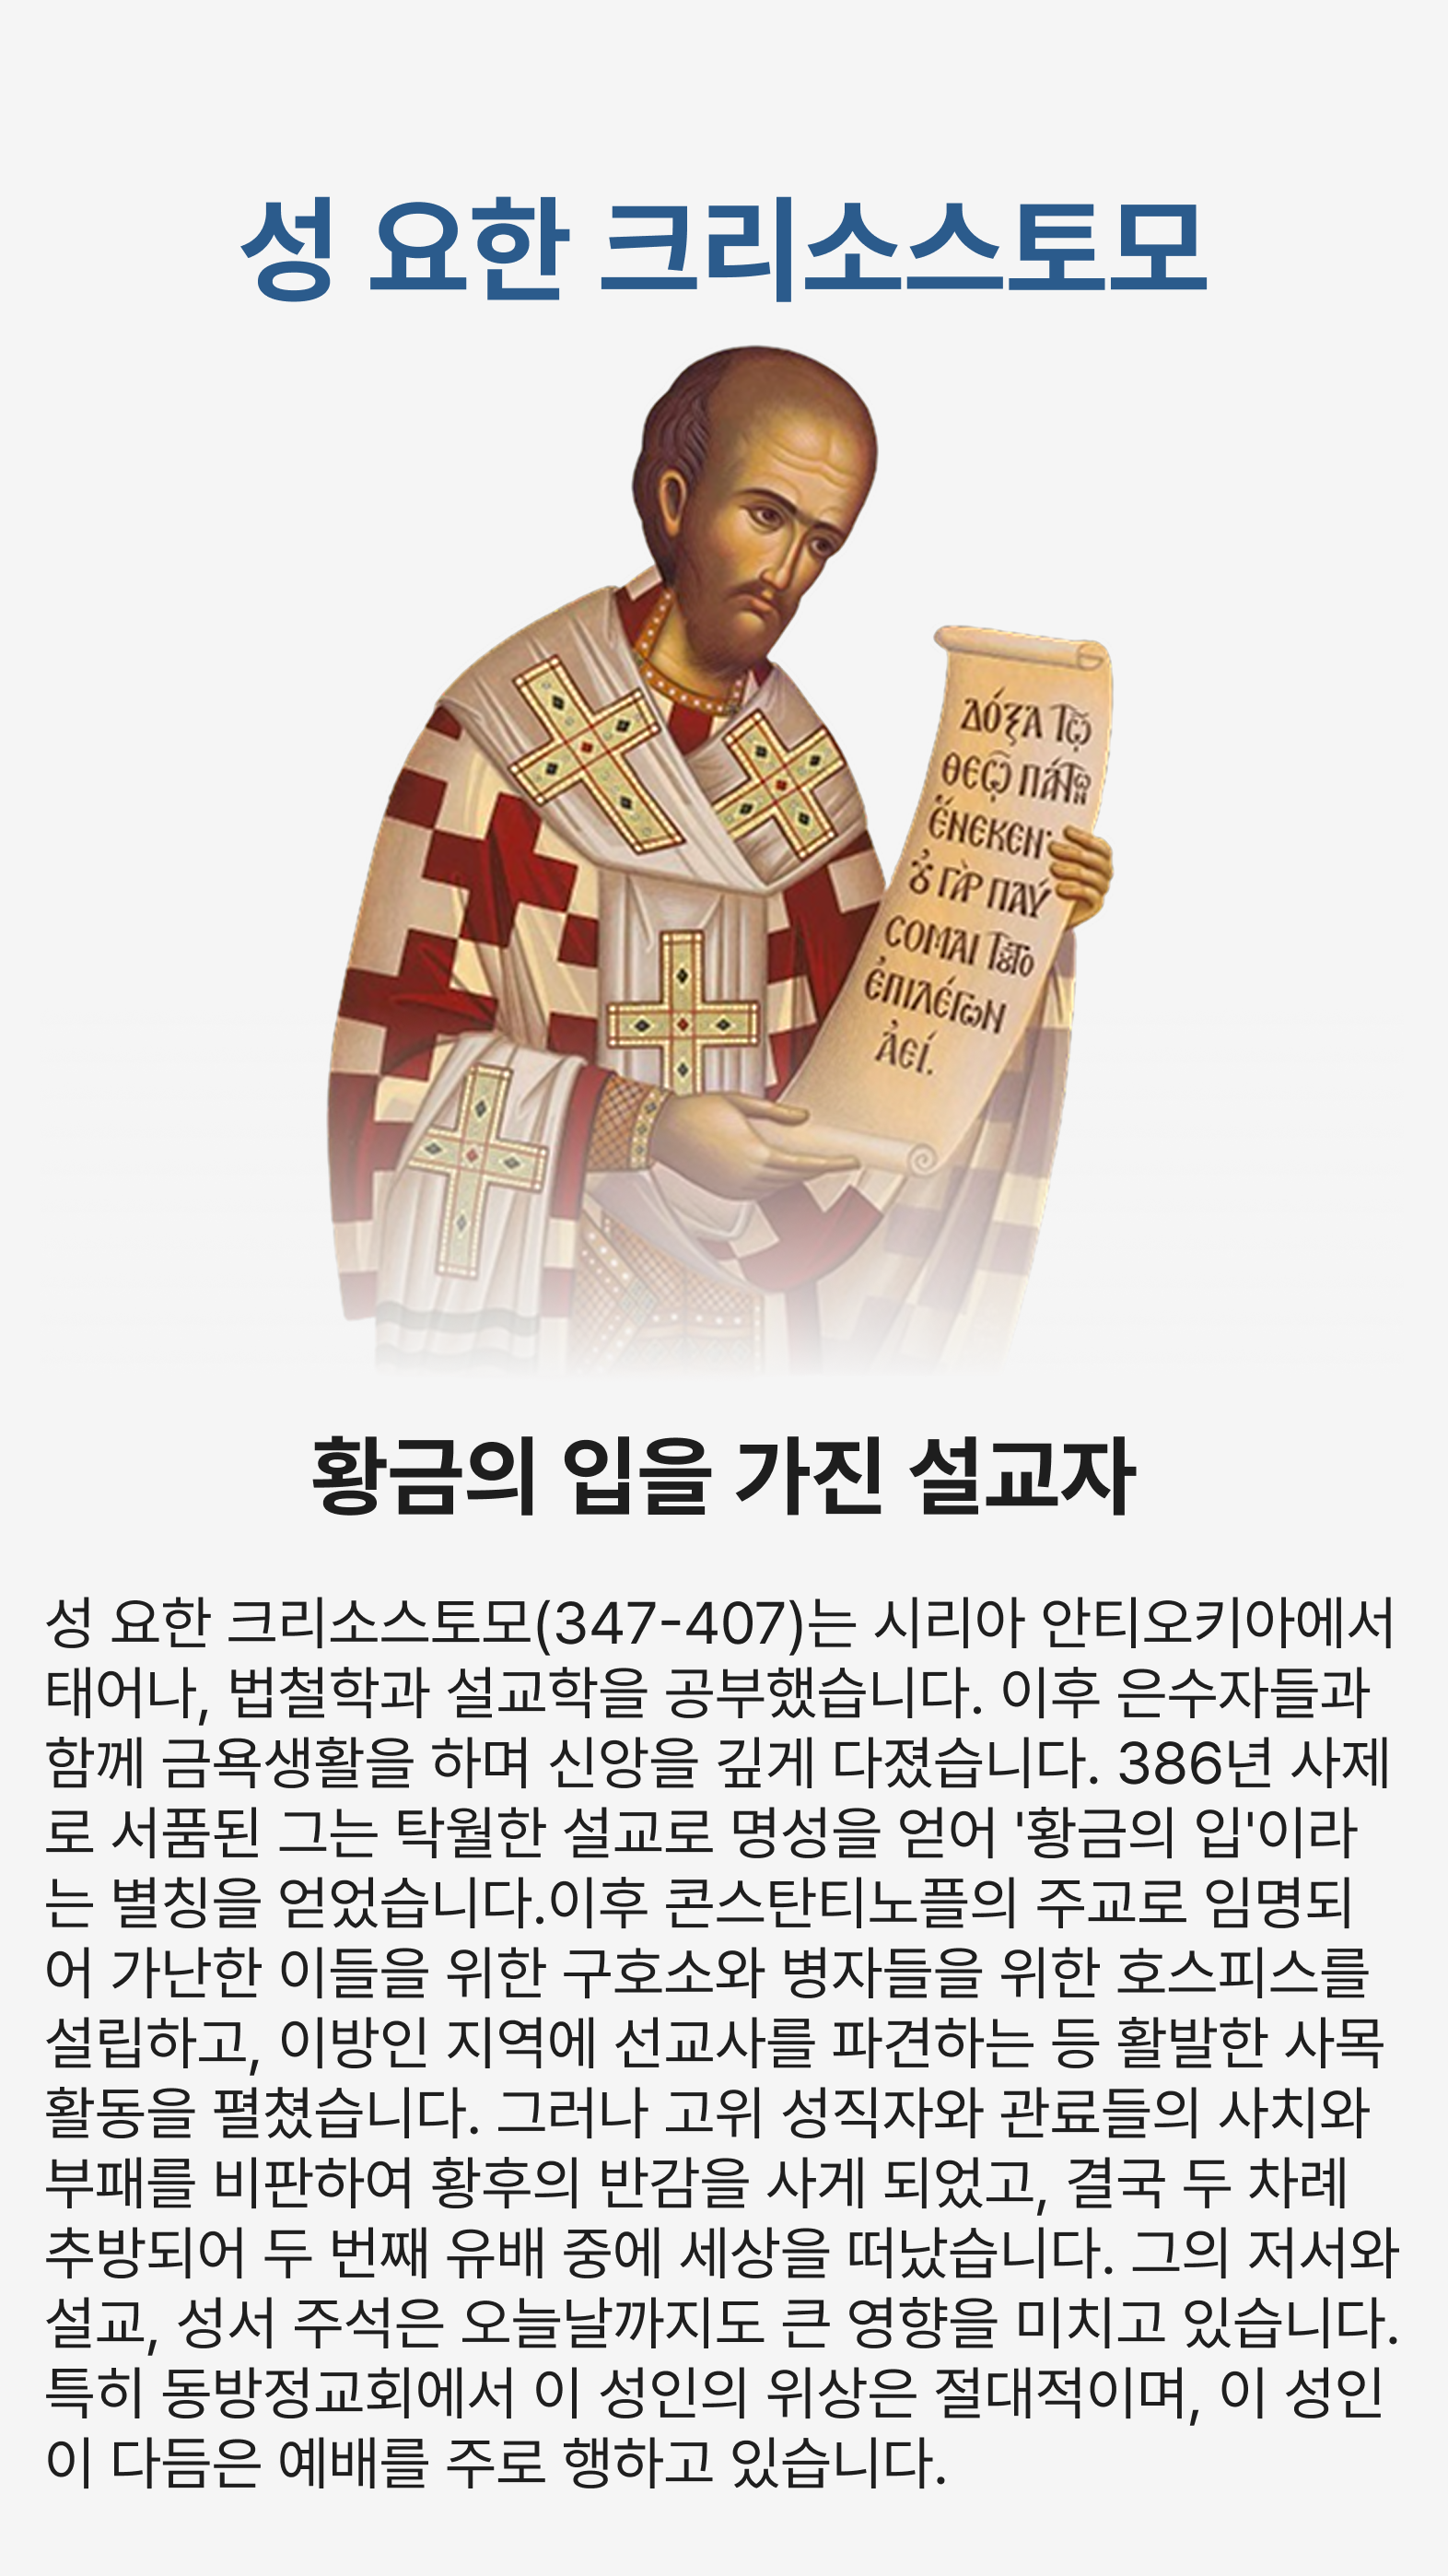 성 요한 크리소스토모
ΔόξΑ Τῷ
θεῷ πάΝΤωΝ
ἕΝεΚεΝ·
οὐ ΓὰΡ ΠΑύ
CΟΜΑΙ ΤοῦΤο
ἐΠΙΛέΓωΝ
ἀεί.
황금의 입을 가진 설교자
성 요한 크리소스토모(347-407)는 시리아 안티오키아에서
태어나, 법철학과 설교학을 공부했습니다. 이후 은수자들과
함께 금욕생활을 하며 신앙을 깊게 다졌습니다. 386년 사제
로 서품된 그는 탁월한 설교로 명성을 얻어 '황금의 입'이라
는 별칭을 얻었습니다.이후 콘스탄티노플의 주교로 임명되
어 가난한 이들을 위한 구호소와 병자들을 위한 호스피스를
설립하고, 이방인 지역에 선교사를 파견하는 등 활발한 사목
활동을 펼쳤습니다. 그러나 고위 성직자와 관료들의 사치와
부패를 비판하여 황후의 반감을 사게 되었고, 결국 두 차례
추방되어 두 번째 유배 중에 세상을 떠났습니다. 그의 저서와
설교, 성서 주석은 오늘날까지도 큰 영향을 미치고 있습니다.
특히 동방정교회에서 이 성인의 위상은 절대적이며, 이 성인
이 다듬은 예배를 주로 행하고 있습니다.